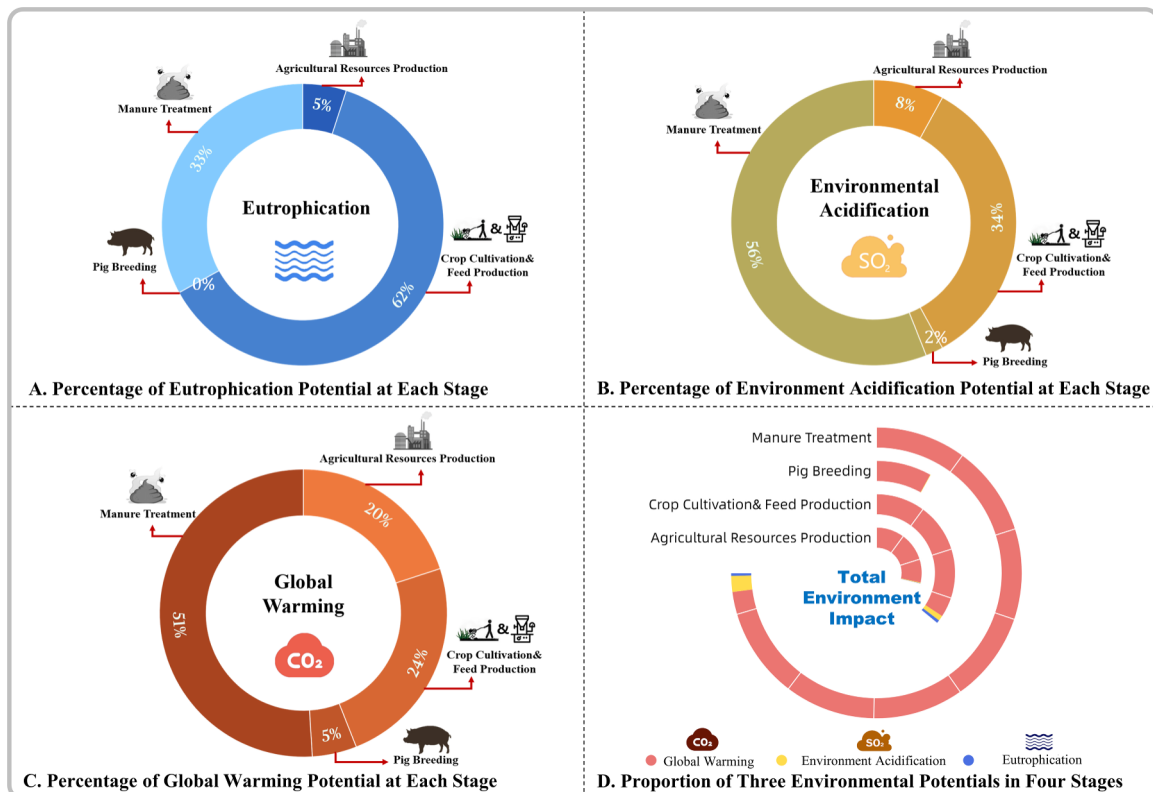 Agricultural Resources Production
5%
Manure Treatment
33%
Eutrophication
&
Pig Breeding
0%
Crop Cultivation&
Feed Production
62%
A. Percentage of Eutrophication Potential at Each Stage
Agricultural Resources Production
8%
Manure Treatment
Environmental
Acidification
34%
56%
SO2
&
Crop Cultivation&
Feed Production
2%
Pig Breeding
B. Percentage of Environment Acidification Potential at Each Stage
Agricultural Resources Production
20%
Manure Treatment
Global
Warming
51%
CO2
&
Crop Cultivation&
Feed Production
24%
5%
Pig Breeding
C. Percentage of Global Warming Potential at Each Stage
Manure Treatment
Pig Breeding
Crop Cultivation& Feed Production
Agricultural Resources Production
Total
Environment
Impact
CO2
SO2
Global Warming
Environment Acidification
Eutrophication
D. Proportion of Three Environmental Potentials in Four Stages